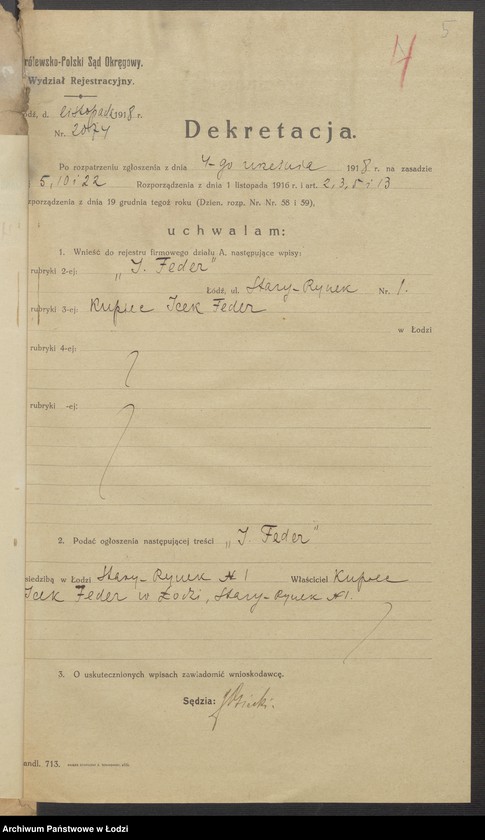 5
rólewsko-Polski Sąd Okręgowy.
Wydział Rejestracyjny.
ódź, d. listopada 1918 r.
Nr. 2074
Dekretacja.
Po rozpatrzeniu zgłoszenia z dnia 4-go września 1918 r. na zasadzie
5, 10 i 22 Rozporządzenia z dnia 1 listopada 1916 r. i art. 2, 3, 5 i 13
zporządzenia z dnia 19 grudnia tegoż roku (Dzien. rozp. Nr. Nr. 58 i 59).
uchwalam:
1. Wnieść do rejestru firmowego działu A. następujące wpisy:
rubryki 2-ej: „I. Feder"
Łódź, ul. Stary-Rynek Nr. 1.
rubryki 3-ej: Kupiec Icek Feder
w Łodzi
rubryki 4-ej:
rubryki -ej:
2. Podać ogłoszenia następującej treści „I. Feder"
siedzibą w Łodzi Stary-Rynek № 1 Właściciel Kupiec
Icek Feder w Łodzi, Stary-Rynek № 1.
3. O uskutecznionych wpisach zawiadomić wnioskodawcę.
Sędzia:
andl. 713.
Archiwum Państwowe w Łodzi